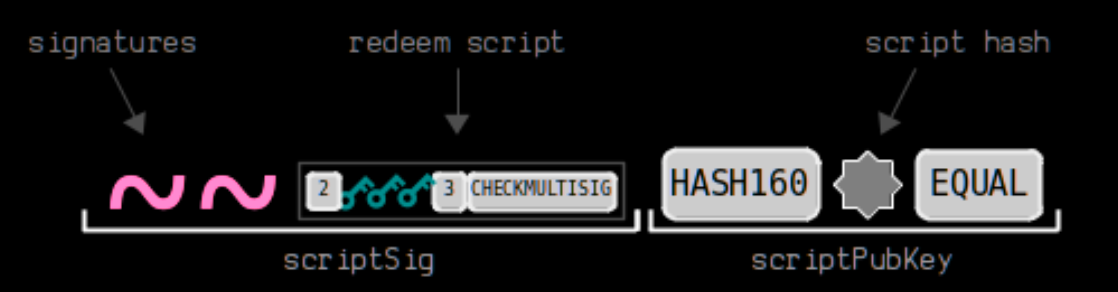 signatures redeem script script hash
2 3 CHECKMULTISIG HASH160 EQUAL
scriptSig scriptPubKey